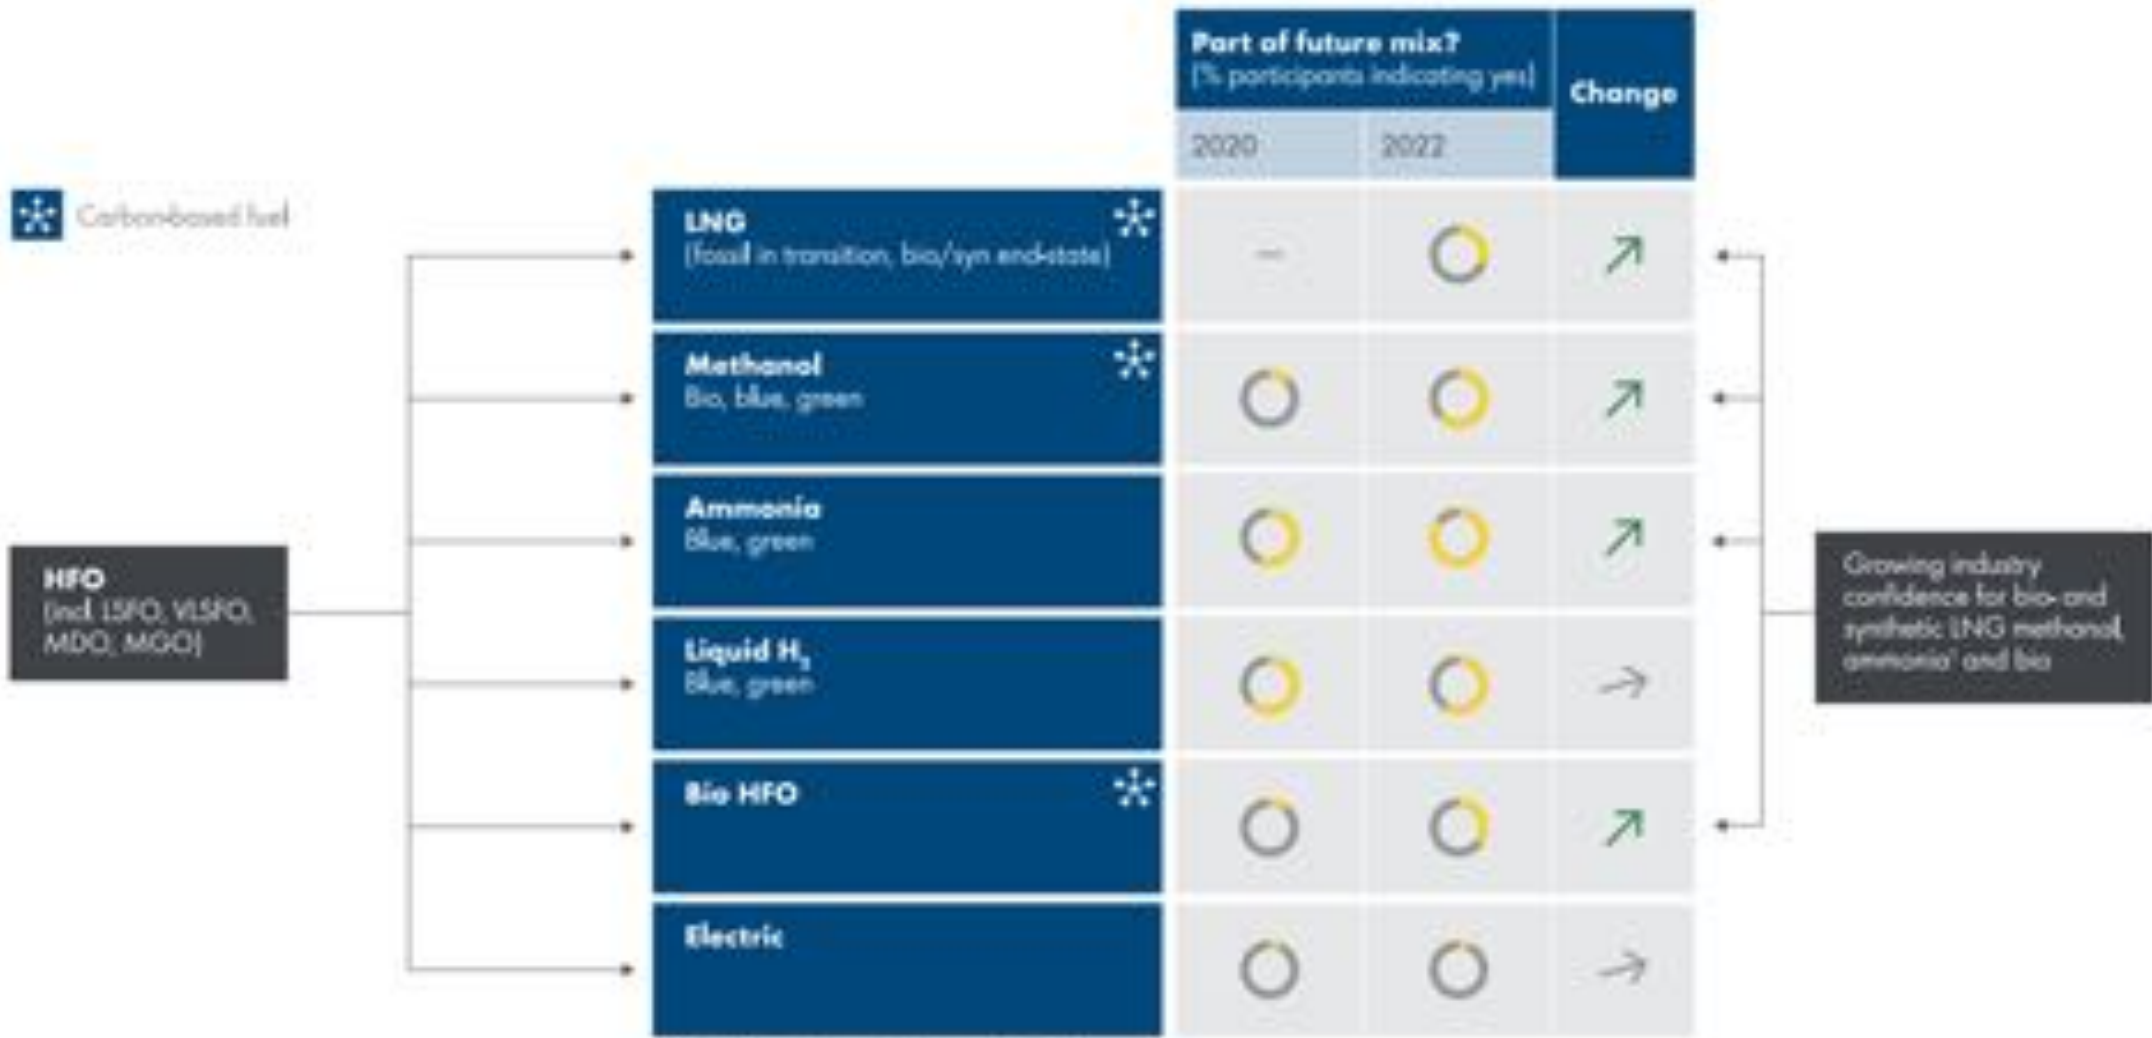 Part of future mix?
(% participants indicating yes)
Change
2020
2022
Carbon-based fuel
LNG
(fossil in transition, bio/syn end-state)
–
Methanol
Bio, blue, green
Ammonia
Blue, green
HFO
(incl. LSFO, VLSFO,
MDO, MGO)
Growing industry
confidence for bio- and
synthetic LNG methanol,
ammonia¹ and bio
Liquid H₂
Blue, green
Bio HFO
Electric